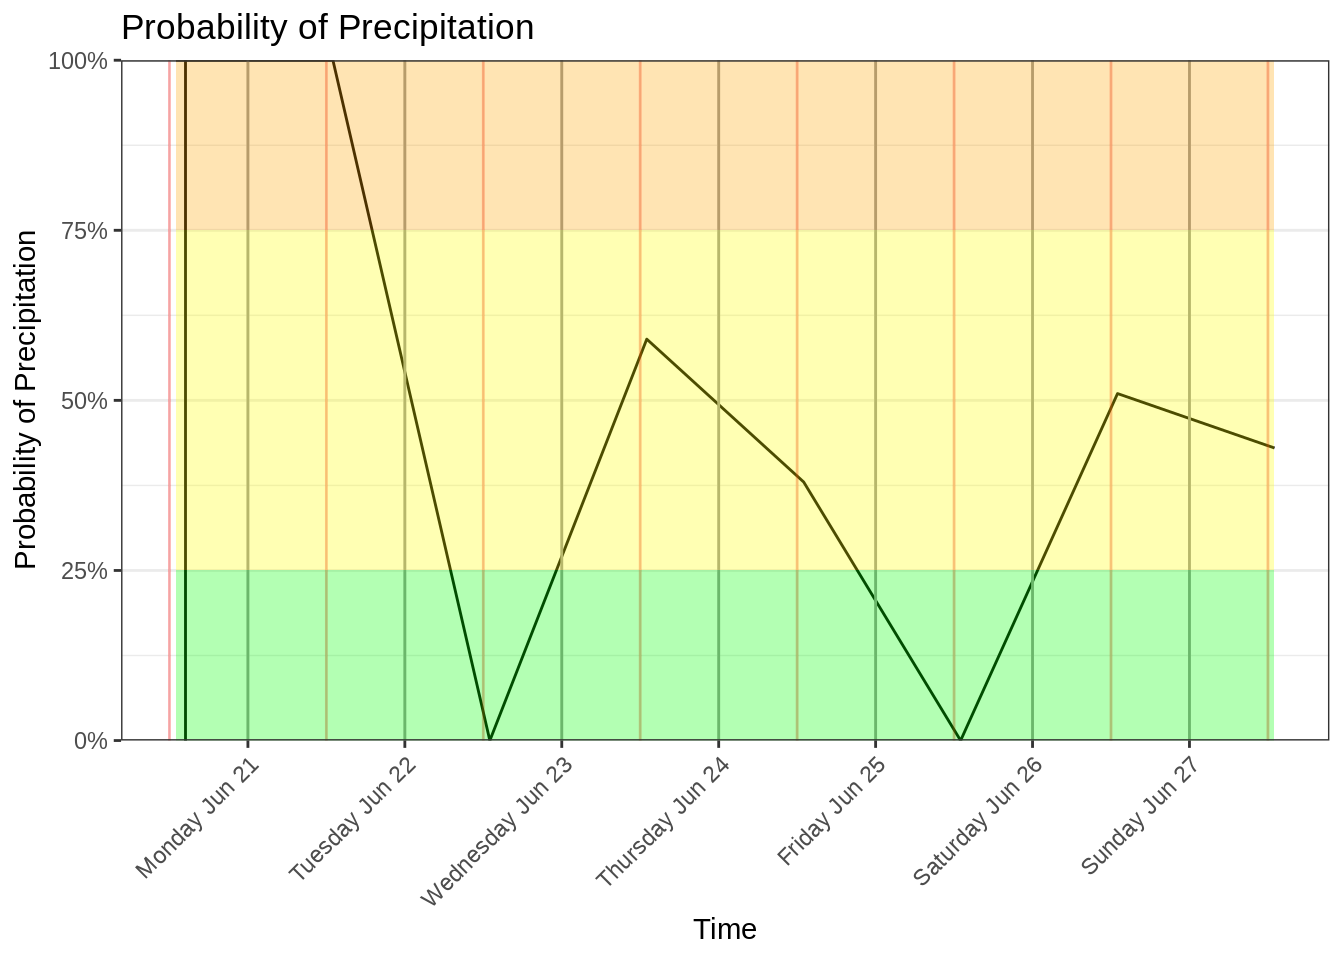 Probability of Precipitation
Probability of Precipitation
100%
75%
50%
25%
0%
Monday Jun 21
Tuesday Jun 22
Wednesday Jun 23
Thursday Jun 24
Friday Jun 25
Saturday Jun 26
Sunday Jun 27
Time